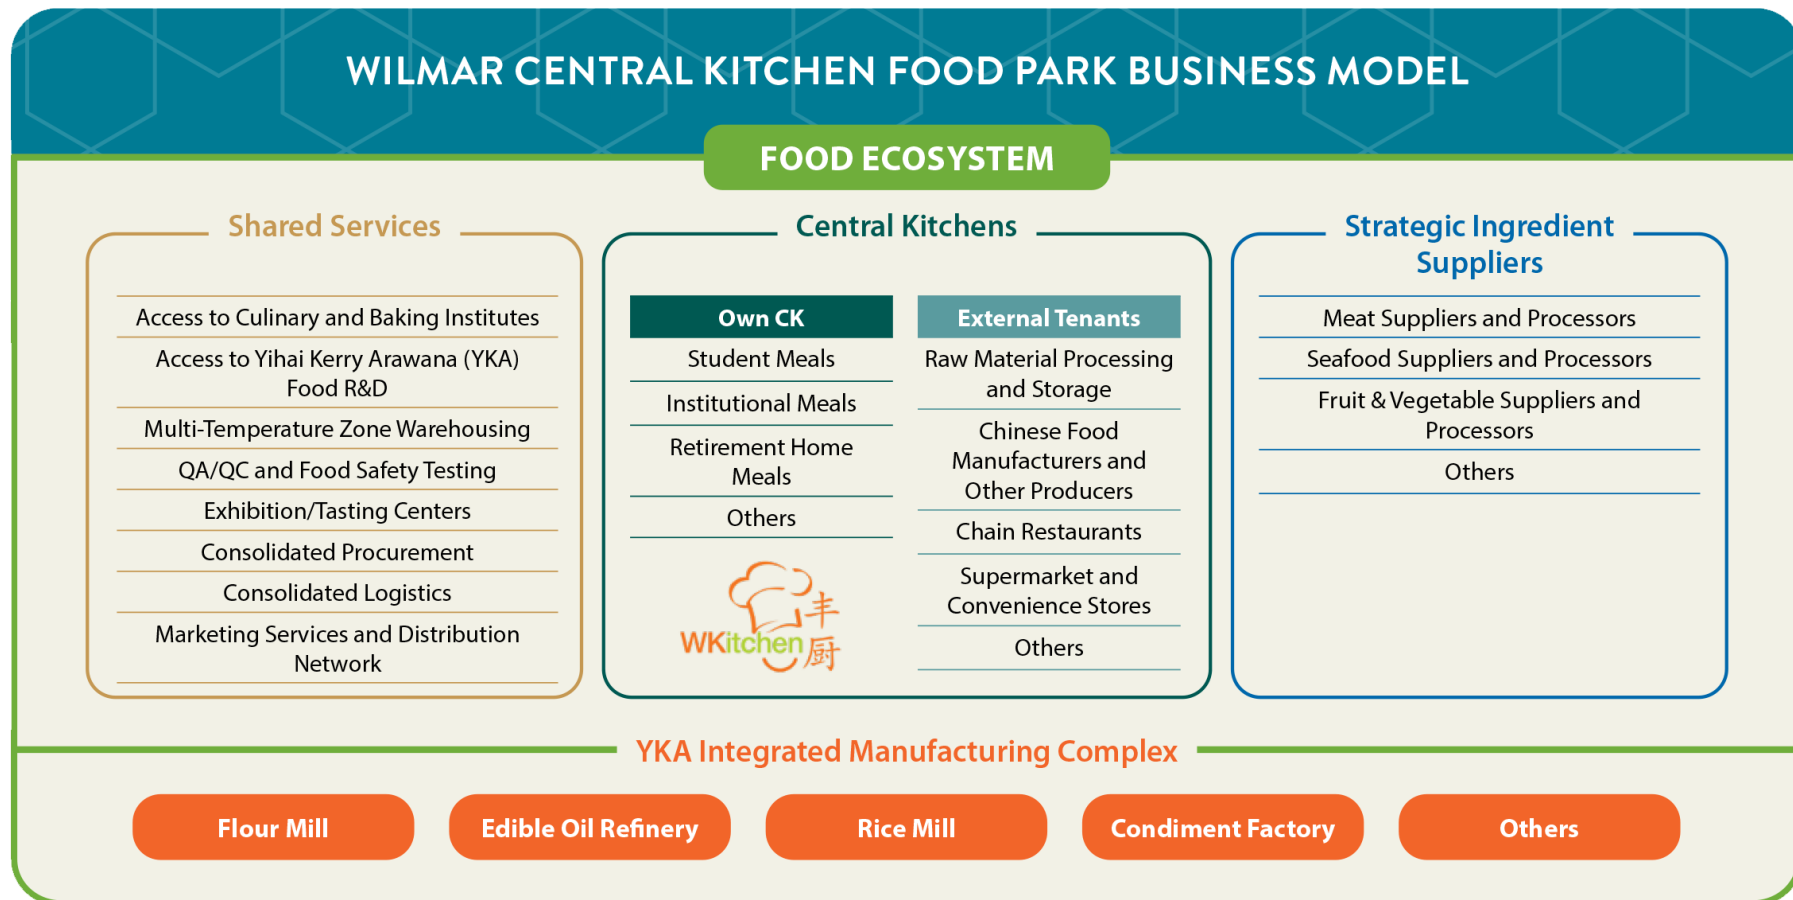 WILMAR CENTRAL KITCHEN FOOD PARK BUSINESS MODEL
FOOD ECOSYSTEM
Shared Services
Access to Culinary and Baking Institutes
Access to Yihai Kerry Arawana (YKA)
Food R&D
Multi-Temperature Zone Warehousing
QA/QC and Food Safety Testing
Exhibition/Tasting Centers
Consolidated Procurement
Consolidated Logistics
Marketing Services and Distribution
Network
Central Kitchens
Own CK
Student Meals
Institutional Meals
Retirement Home
Meals
Others
WKitchen
丰
厨
External Tenants
Raw Material Processing
and Storage
Chinese Food
Manufacturers and
Other Producers
Chain Restaurants
Supermarket and
Convenience Stores
Others
Strategic Ingredient
Suppliers
Meat Suppliers and Processors
Seafood Suppliers and Processors
Fruit & Vegetable Suppliers and
Processors
Others
YKA Integrated Manufacturing Complex
Flour Mill
Edible Oil Refinery
Rice Mill
Condiment Factory
Others